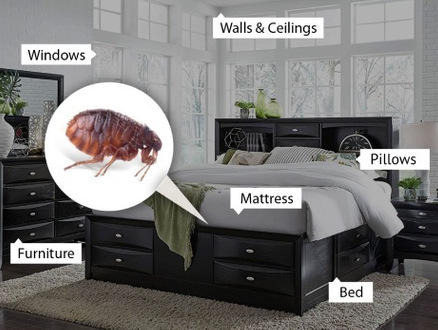 Walls & Ceilings
Windows
Pillows
Mattress
Furniture
Bed